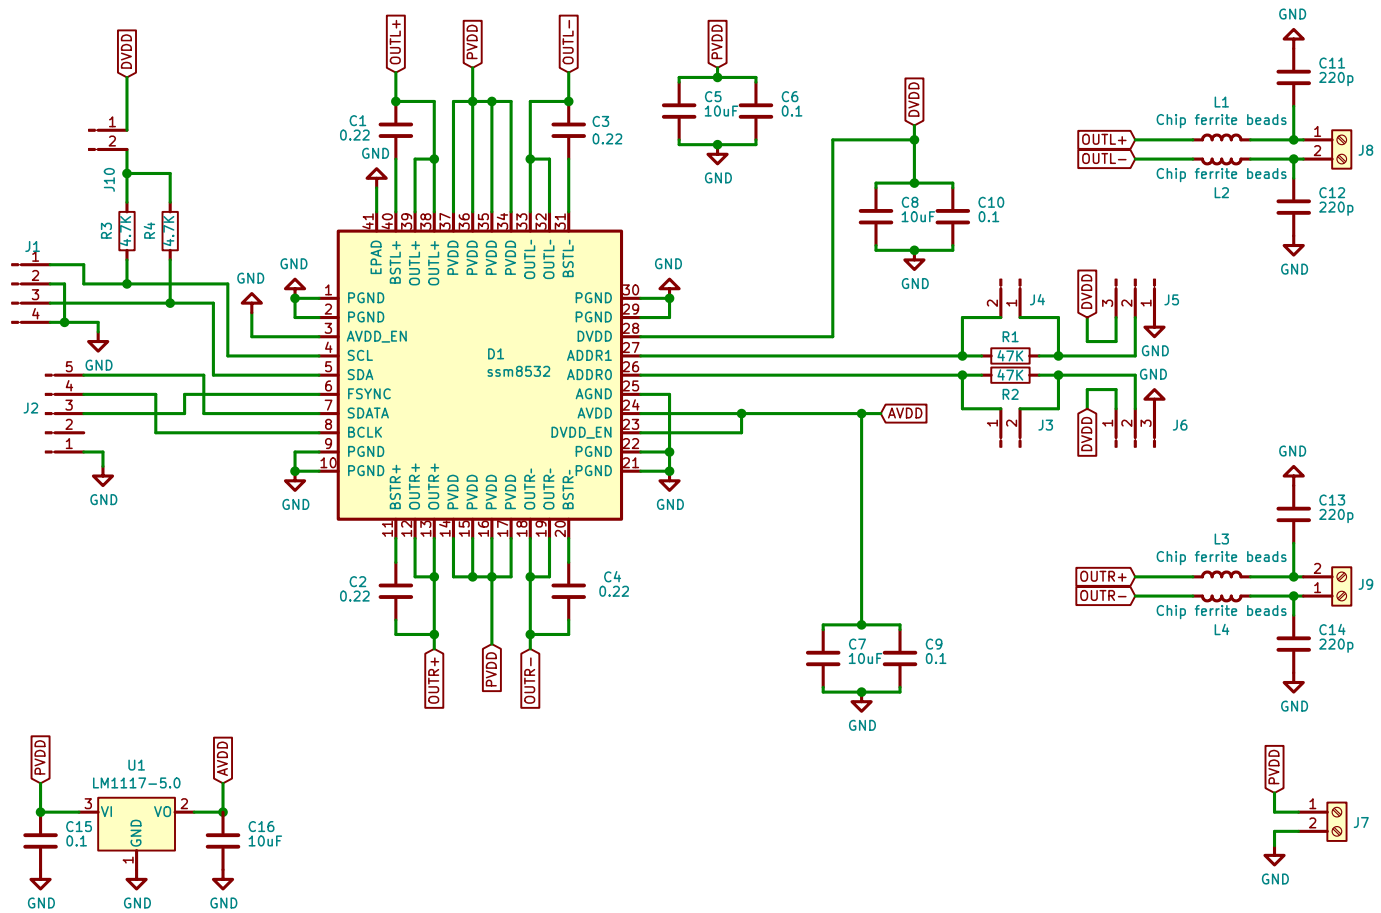 DVDD
1
2
J10
R3
4.7K
R4
4.7K
J1
1
2
3
4
GND
J2
5
4
3
2
1
GND
OUTL+
PVDD
OUTL-
C1
0.22
GND
C3
0.22
41
40
39
38
37
36
35
34
33
32
31
EPAD
BSTL+
OUTL+
OUTL+
PVDD
PVDD
PVDD
PVDD
OUTL-
OUTL-
BSTL-
GND
GND
GND
1 PGND
2 PGND
3 AVDD_EN
4 SCL
5 SDA
6 FSYNC
7 SDATA
8 BCLK
9 PGND
10 PGND
GND
D1
ssm8532
PGND 30
PGND 29
DVDD 28
ADDR1 27
ADDR0 26
AGND 25
AVDD 24
DVDD_EN 23
PGND 22
PGND 21
GND
BSTR+
OUTR+
OUTR+
PVDD
PVDD
PVDD
PVDD
OUTR-
OUTR-
BSTR-
11
12
13
14
15
16
17
18
19
20
C2
0.22
C4
0.22
OUTR+
PVDD
OUTR-
PVDD
C5
10uF
C6
0.1
GND
DVDD
C8
10uF
C10
0.1
GND
2
1
J4
R1
47K
47K
R2
1
2
J3
DVDD
3
2
1
J5
GND
GND
DVDD
1
2
3
J6
AVDD
C7
10uF
C9
0.1
GND
GND
C11
220p
L1
Chip ferrite beads
OUTL+
OUTL-
1
2
J8
Chip ferrite beads
L2
C12
220p
GND
GND
C13
220p
L3
Chip ferrite beads
OUTR+
OUTR-
2
1
J9
Chip ferrite beads
L4
C14
220p
GND
PVDD
AVDD
U1
LM1117-5.0
3
VI
VO
2
GND
1
C15
0.1
C16
10uF
GND
GND
GND
PVDD
1
2
J7
GND